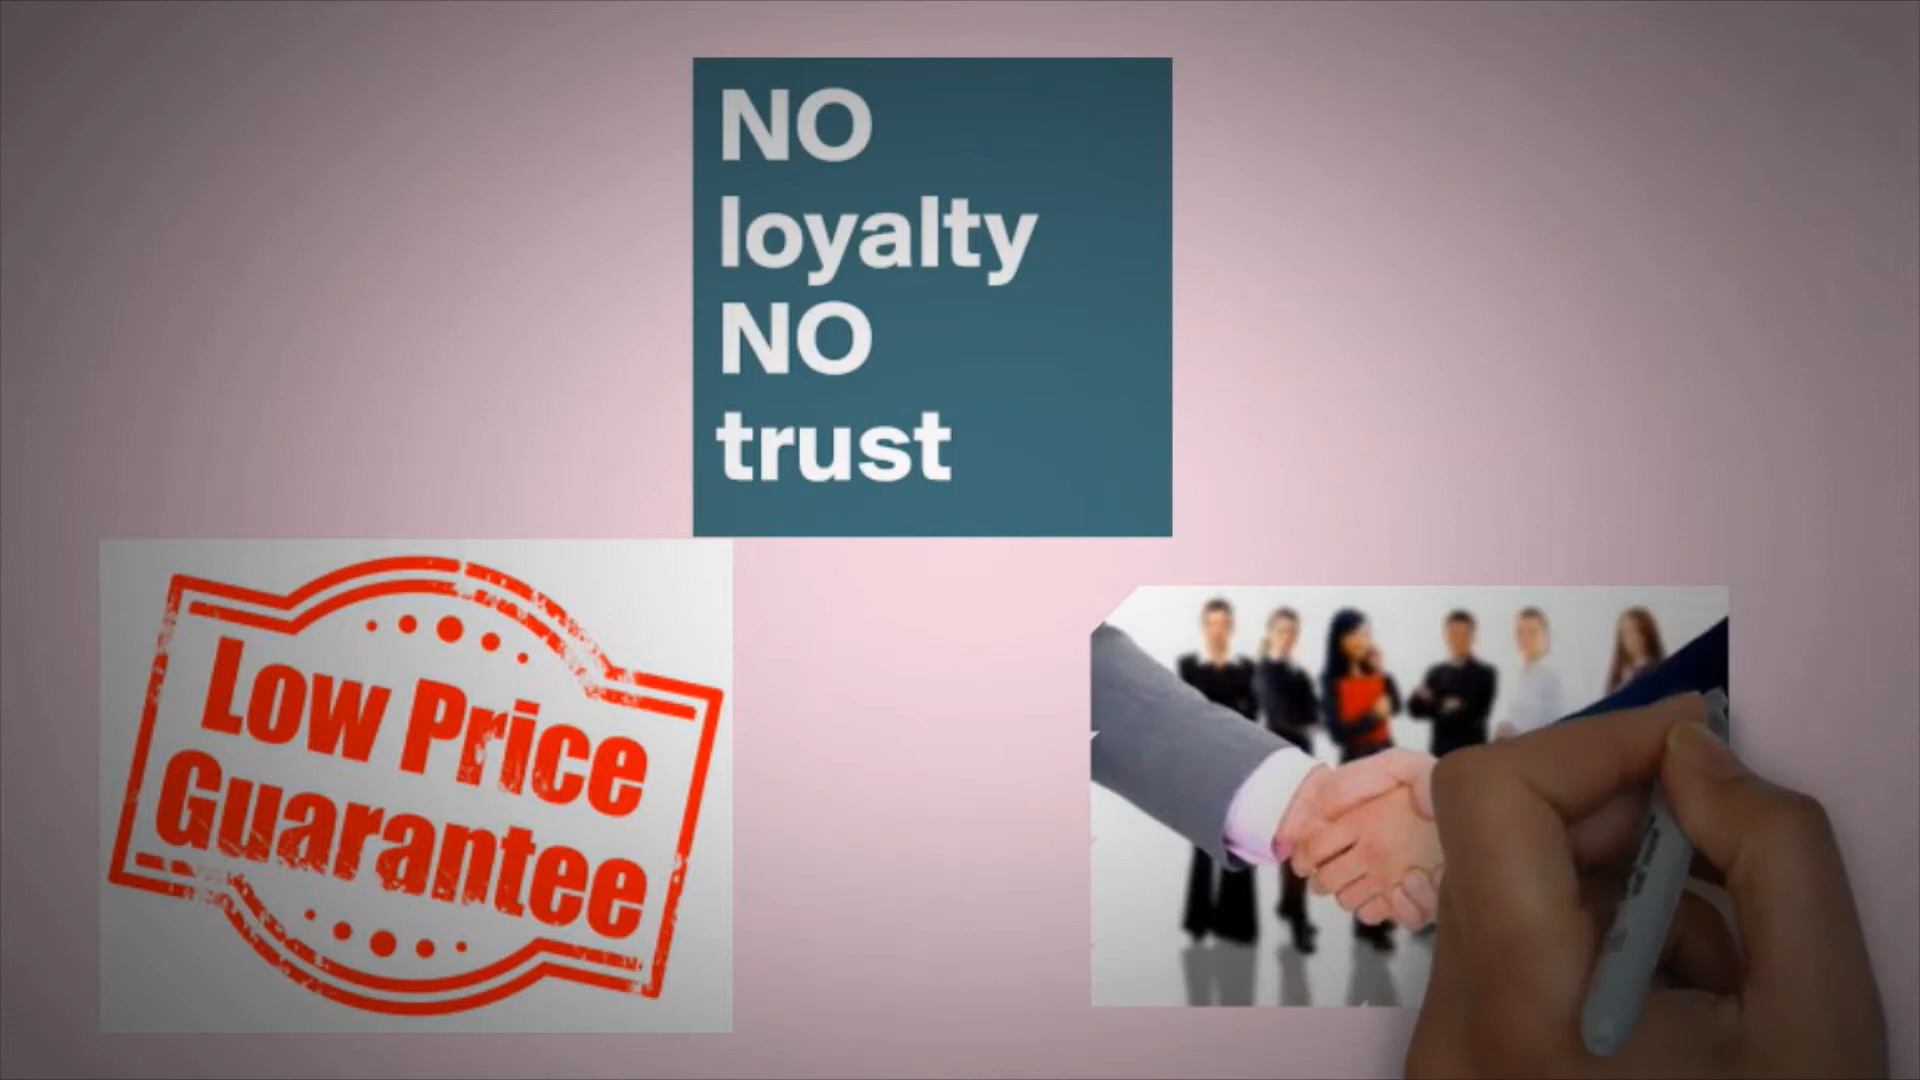 NO
loyalty
NO
trust
Low Price
Guarantee